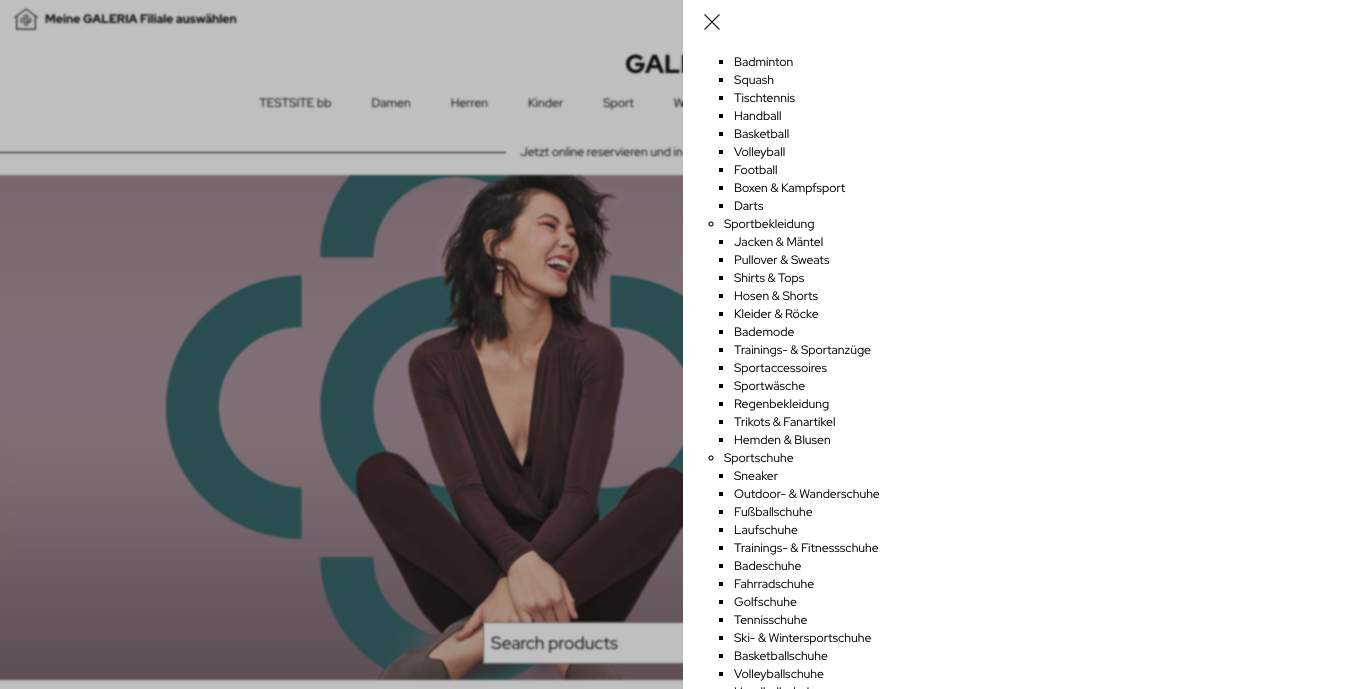 Meine GALERIA Filiale auswählen
TESTSITE bb Damen Herren Kinder Sport
Jetzt online reservieren und
Search products
Badminton
Squash
Tischtennis
Handball
Basketball
Volleyball
Football
Boxen & Kampfsport
Darts
Sportbekleidung
Jacken & Mäntel
Pullover & Sweats
Shirts & Tops
Hosen & Shorts
Kleider & Röcke
Bademode
Trainings- & Sportanzüge
Sportaccessoires
Sportwäsche
Regenbekleidung
Trikots & Fanartikel
Hemden & Blusen
Sportschuhe
Sneaker
Outdoor- & Wanderschuhe
Fußballschuhe
Laufschuhe
Trainings- & Fitnessschuhe
Badeschuhe
Fahrradschuhe
Golfschuhe
Tennisschuhe
Ski- & Wintersportschuhe
Basketballschuhe
Volleyballschuhe